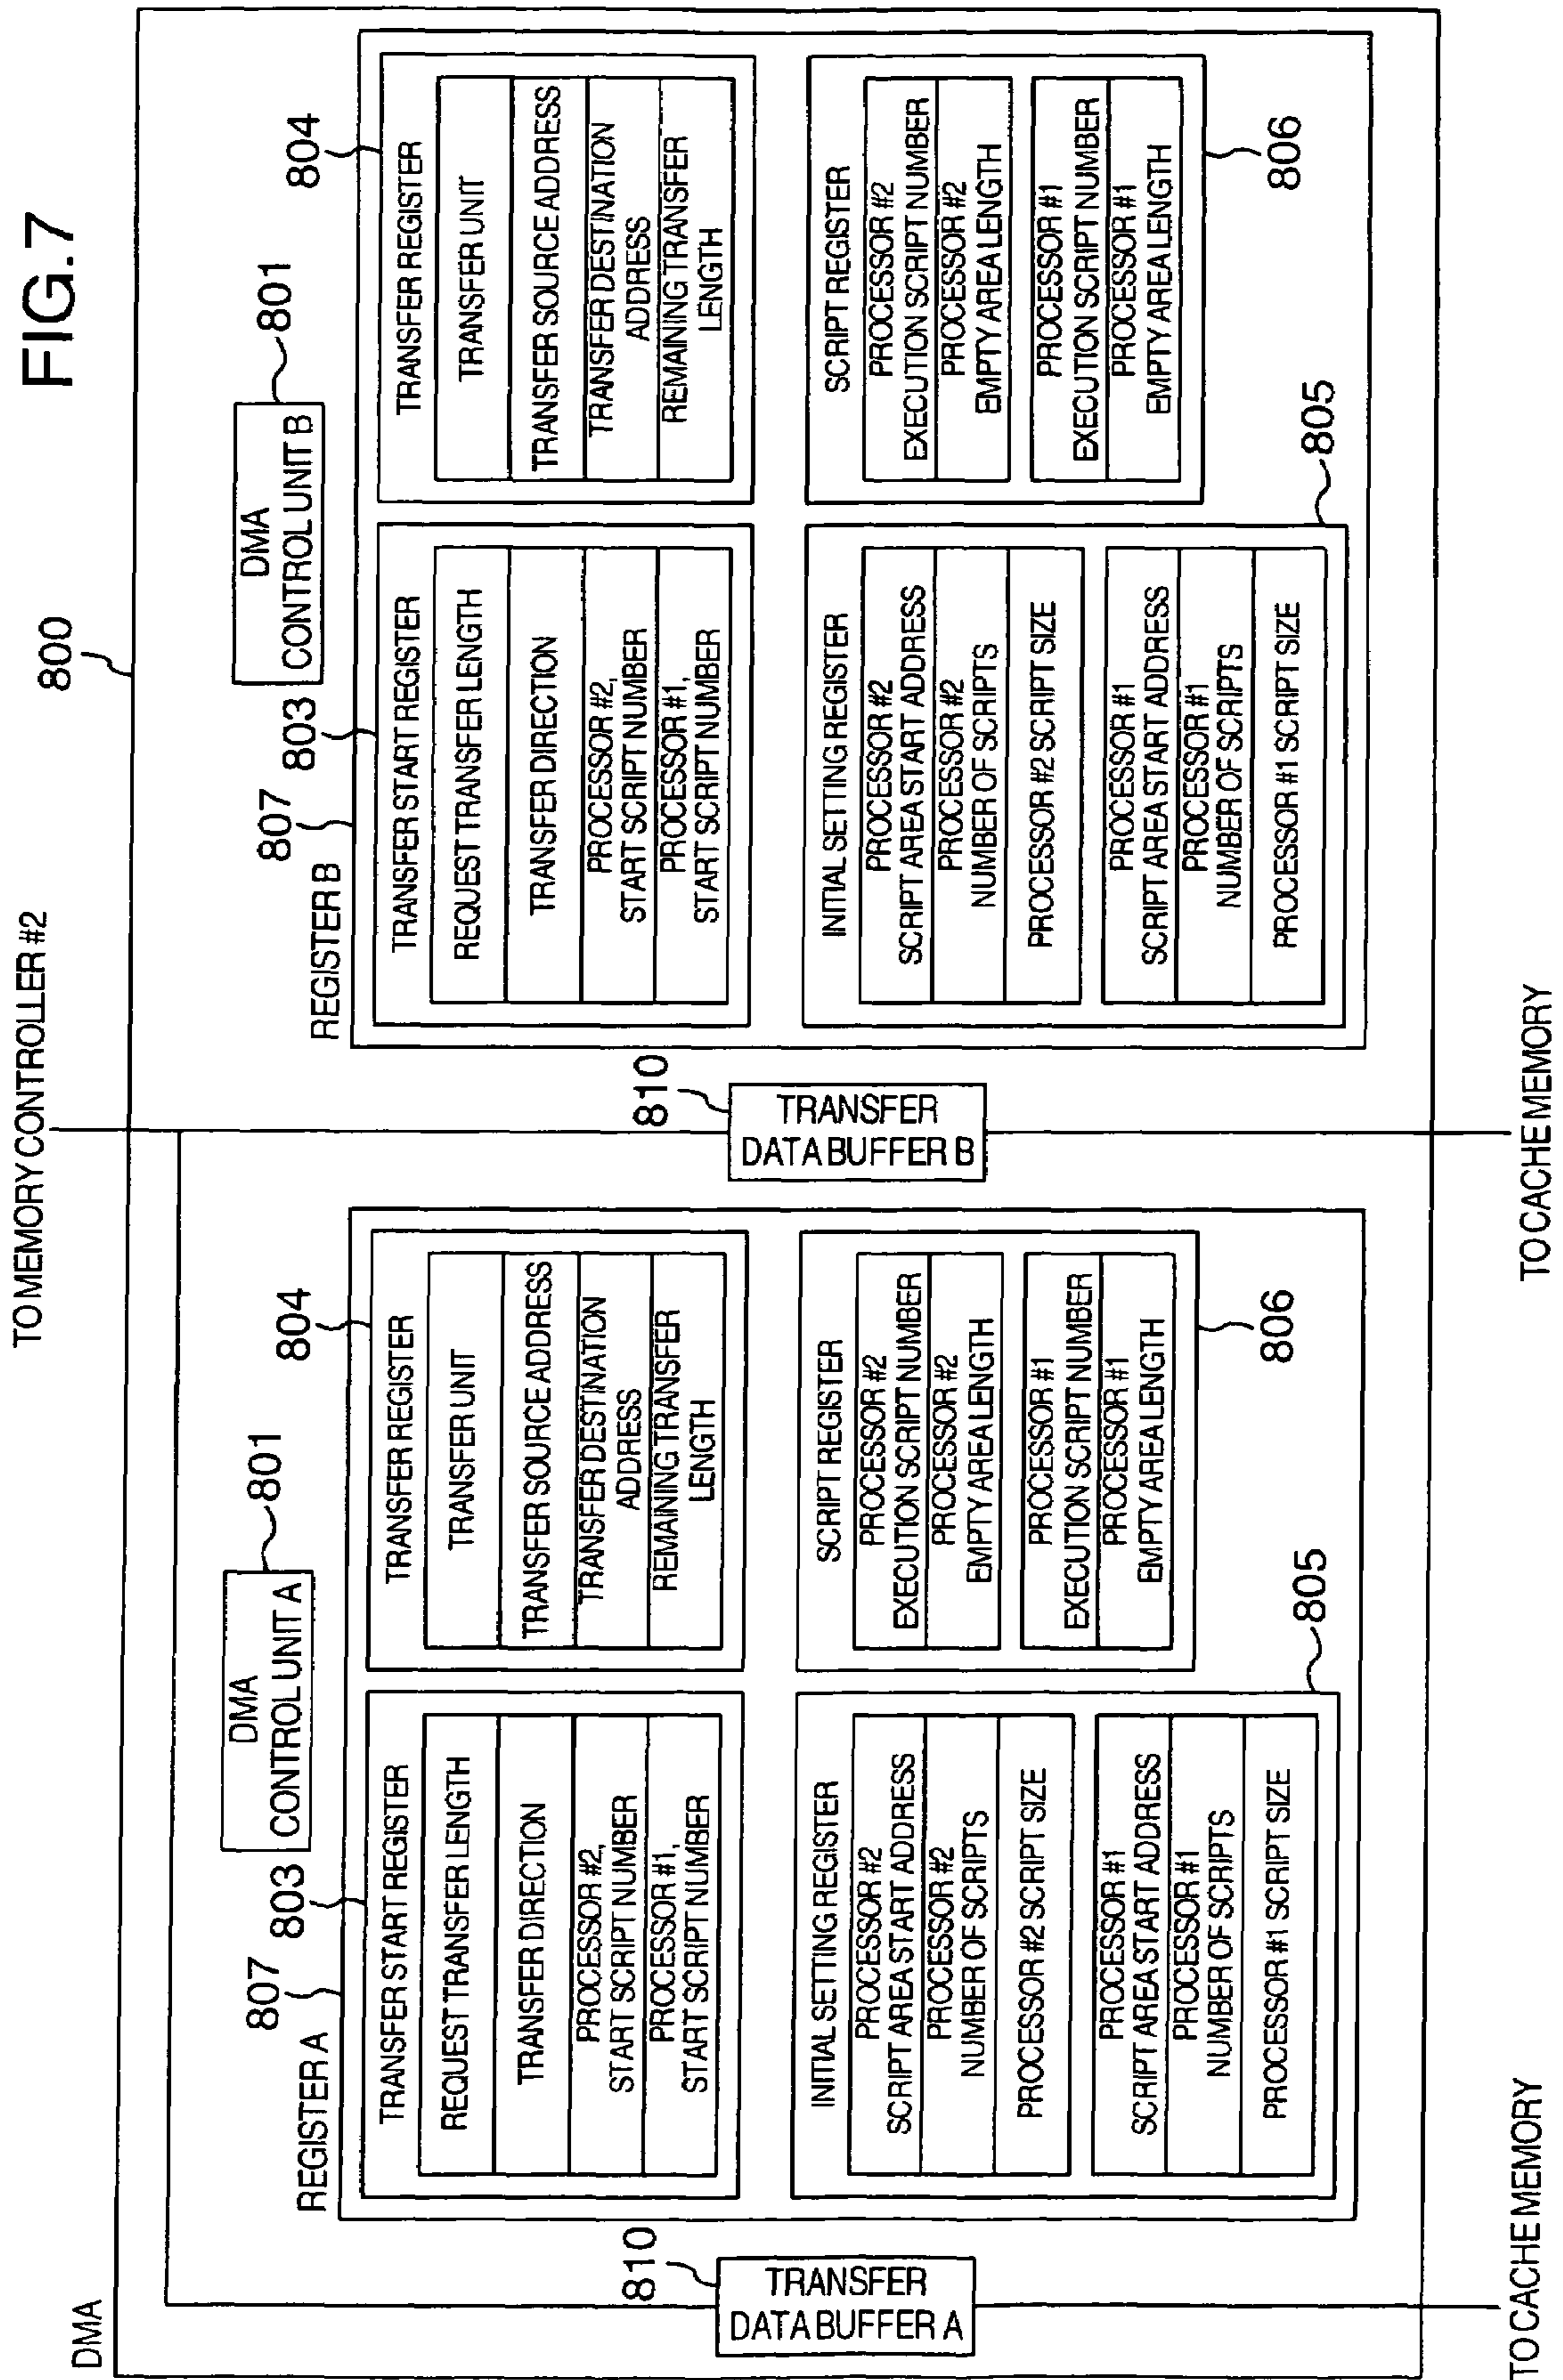 FIG.7
TO MEMORY CONTROLLER #2
800
DMA
DMA
CONTROL UNIT A
801
807
REGISTER A
803
TRANSFER START REGISTER
REQUEST TRANSFER LENGTH
TRANSFER DIRECTION
PROCESSOR #2,
START SCRIPT NUMBER
PROCESSOR #1,
START SCRIPT NUMBER
804
TRANSFER REGISTER
TRANSFER UNIT
TRANSFER SOURCE ADDRESS
TRANSFER DESTINATION
ADDRESS
REMAINING TRANSFER
LENGTH
INITIAL SETTING REGISTER
PROCESSOR #2
SCRIPT AREA START ADDRESS
PROCESSOR #2
NUMBER OF SCRIPTS
PROCESSOR #2 SCRIPT SIZE
PROCESSOR #1
SCRIPT AREA START ADDRESS
PROCESSOR #1
NUMBER OF SCRIPTS
PROCESSOR #1 SCRIPT SIZE
805
SCRIPT REGISTER
PROCESSOR #2
EXECUTION SCRIPT NUMBER
PROCESSOR #2
EMPTY AREA LENGTH
PROCESSOR #1
EXECUTION SCRIPT NUMBER
PROCESSOR #1
EMPTY AREA LENGTH
806
810
TRANSFER
DATA BUFFER A
TO CACHE MEMORY
DMA
CONTROL UNIT B
801
807
REGISTER B
803
TRANSFER START REGISTER
REQUEST TRANSFER LENGTH
TRANSFER DIRECTION
PROCESSOR #2,
START SCRIPT NUMBER
PROCESSOR #1,
START SCRIPT NUMBER
804
TRANSFER REGISTER
TRANSFER UNIT
TRANSFER SOURCE ADDRESS
TRANSFER DESTINATION
ADDRESS
REMAINING TRANSFER
LENGTH
INITIAL SETTING REGISTER
PROCESSOR #2
SCRIPT AREA START ADDRESS
PROCESSOR #2
NUMBER OF SCRIPTS
PROCESSOR #2 SCRIPT SIZE
PROCESSOR #1
SCRIPT AREA START ADDRESS
PROCESSOR #1
NUMBER OF SCRIPTS
PROCESSOR #1 SCRIPT SIZE
805
SCRIPT REGISTER
PROCESSOR #2
EXECUTION SCRIPT NUMBER
PROCESSOR #2
EMPTY AREA LENGTH
PROCESSOR #1
EXECUTION SCRIPT NUMBER
PROCESSOR #1
EMPTY AREA LENGTH
806
810
TRANSFER
DATA BUFFER B
TO CACHE MEMORY